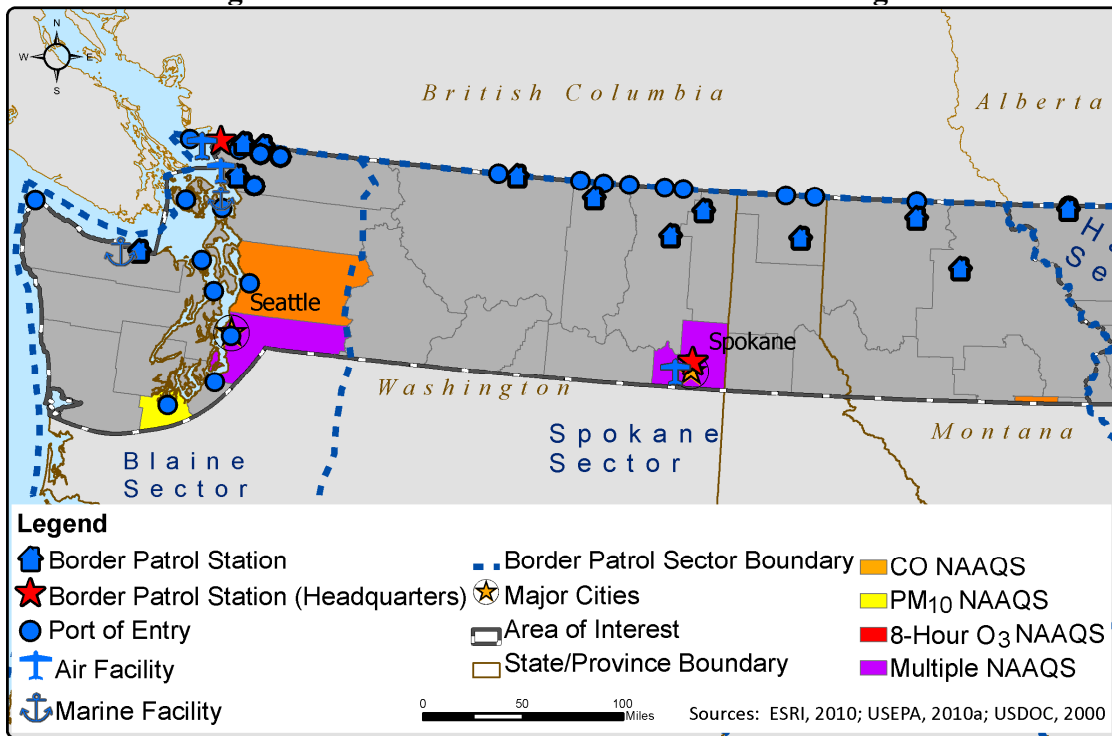 N
W E
S
British Columbia
Alberta
Seattle
Spokane
Washington
Montana
Spokane
Sector
Blaine
Sector
Legend
Border Patrol Station
Border Patrol Station (Headquarters)
Port of Entry
Air Facility
Marine Facility
Border Patrol Sector Boundary
Major Cities
Area of Interest
State/Province Boundary
CO NAAQS
PM10 NAAQS
8-Hour O3 NAAQS
Multiple NAAQS
0 50 100
Miles
Sources: ESRI, 2010; USEPA, 2010a; USDOC, 2000